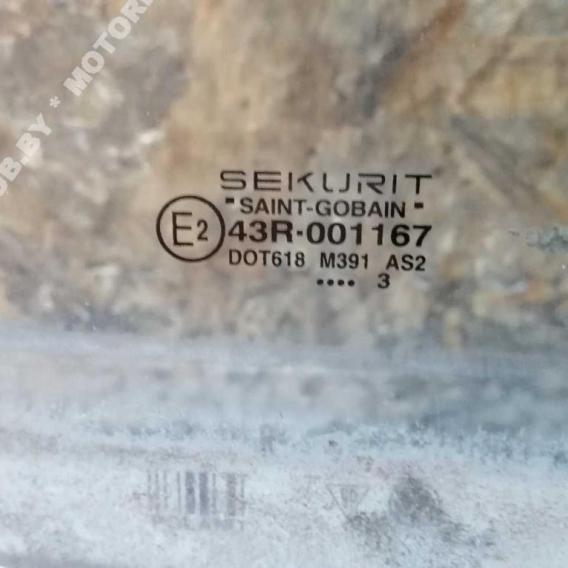 SEKURIT
"SAINT-GOBAIN"
E2 43R-001167
DOT618 M391 AS2
.... 3